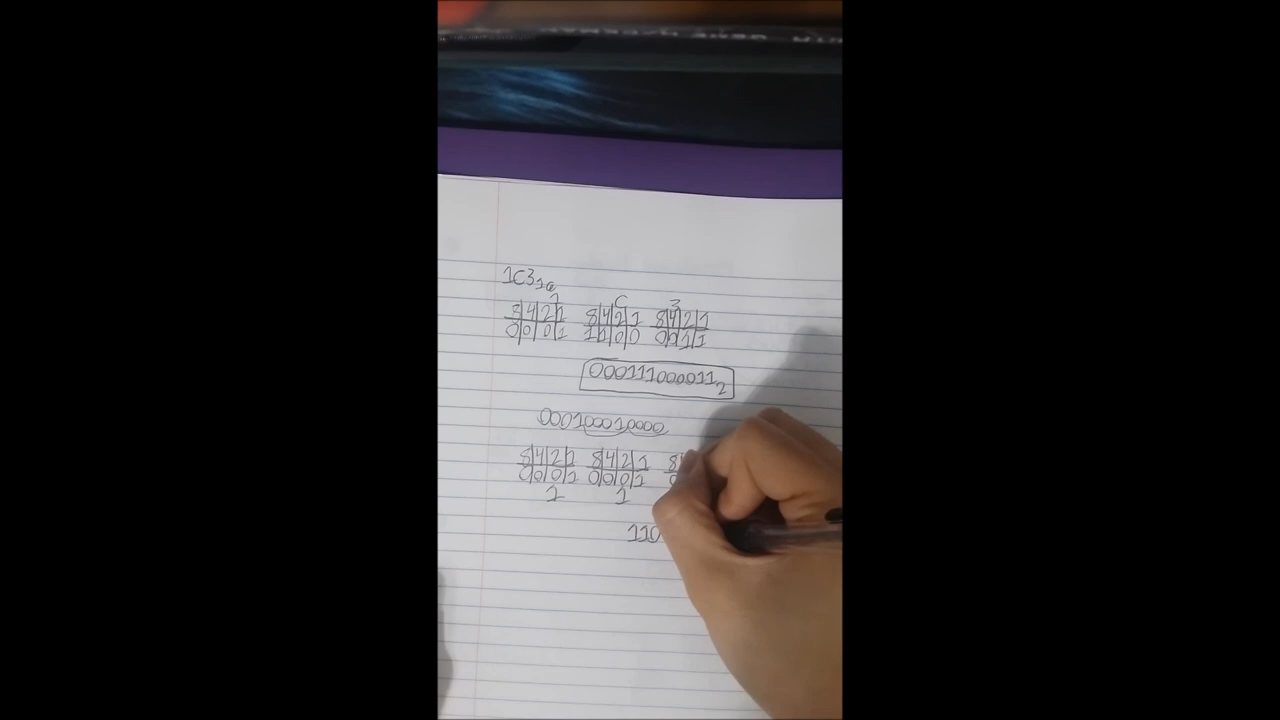 1C3₁₆
1 C 3
8 4 2 1 8 4 2 1 8 4 2 1
0 0 0 1 1 1 0 0 0 0 1 1
000111000011₂
000100010000
8 4 2 1 8 4 2 1 8
0 0 0 1 0 0 0 1 0
1 1
110